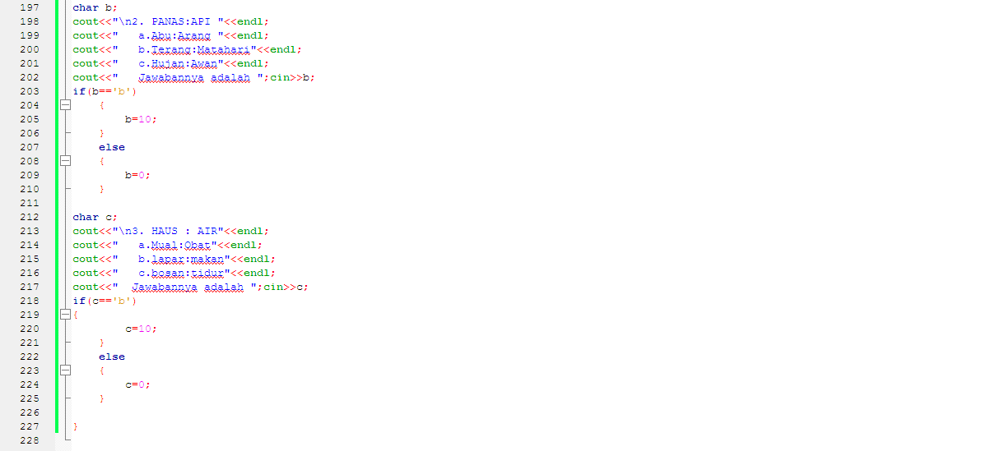 197 char b;
198 cout<<"\n2. PANAS:API "<<endl;
199 cout<<"   a.Abu:Arang "<<endl;
200 cout<<"   b.Terang:Matahari"<<endl;
201 cout<<"   c.Hujan:Awan"<<endl;
202 cout<<"   Jawabannya adalah ";cin>>b;
203 if(b=='b')
204     {
205         b=10;
206     }
207     else
208     {
209         b=0;
210     }
211
212 char c;
213 cout<<"\n3. HAUS : AIR"<<endl;
214 cout<<"   a.Mual:Obat"<<endl;
215 cout<<"   b.lapar:makan"<<endl;
216 cout<<"   c.bosan:tidur"<<endl;
217 cout<<"  Jawabannya adalah ";cin>>c;
218 if(c=='b')
219 {
220         c=10;
221     }
222     else
223     {
224         c=0;
225     }
226
227 }
228